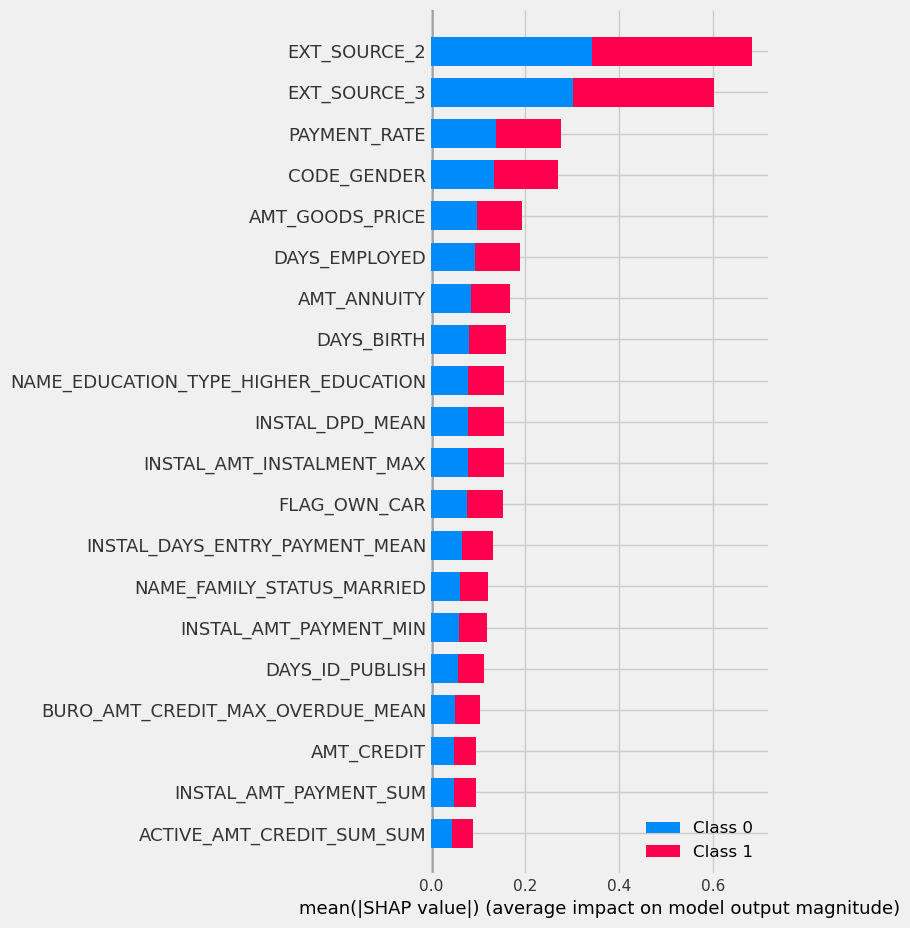 EXT_SOURCE_2
EXT_SOURCE_3
PAYMENT_RATE
CODE_GENDER
AMT_GOODS_PRICE
DAYS_EMPLOYED
AMT_ANNUITY
DAYS_BIRTH
NAME_EDUCATION_TYPE_HIGHER_EDUCATION
INSTAL_DPD_MEAN
INSTAL_AMT_INSTALMENT_MAX
FLAG_OWN_CAR
INSTAL_DAYS_ENTRY_PAYMENT_MEAN
NAME_FAMILY_STATUS_MARRIED
INSTAL_AMT_PAYMENT_MIN
DAYS_ID_PUBLISH
BURO_AMT_CREDIT_MAX_OVERDUE_MEAN
AMT_CREDIT
INSTAL_AMT_PAYMENT_SUM
ACTIVE_AMT_CREDIT_SUM_SUM
Class 0
Class 1
0.0 0.2 0.4 0.6
mean(|SHAP value|) (average impact on model output magnitude)